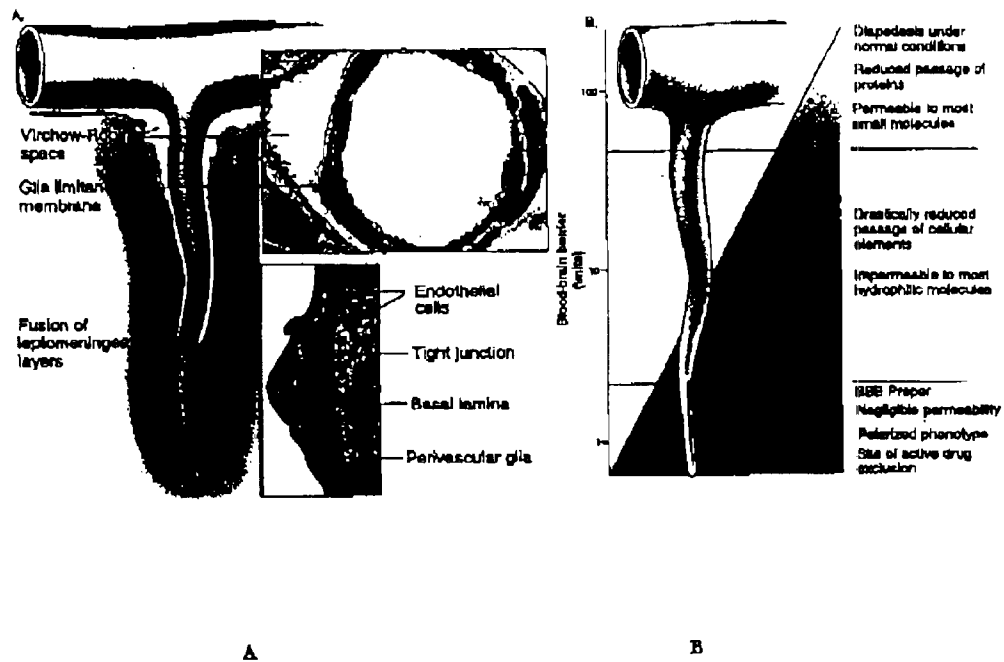 A.
Virchow-Ro
space
Glia limitan
membrane
Fusion of
leptomeninges
layers
Endothelial
cells
Tight junction
Basal lamina
Perivascular glia
A
B.
Blood-brain barrier
(units)
100
10
1
Diapedesis under
normal conditions
Reduced passage of
proteins
Permeable to most
small molecules
Drastically reduced
passage of cellular
elements
Impermeable to most
hydrophilic molecules
BBB Proper
Negligible permeability
Polarized phenotype
Site of active drug
exclusion
B